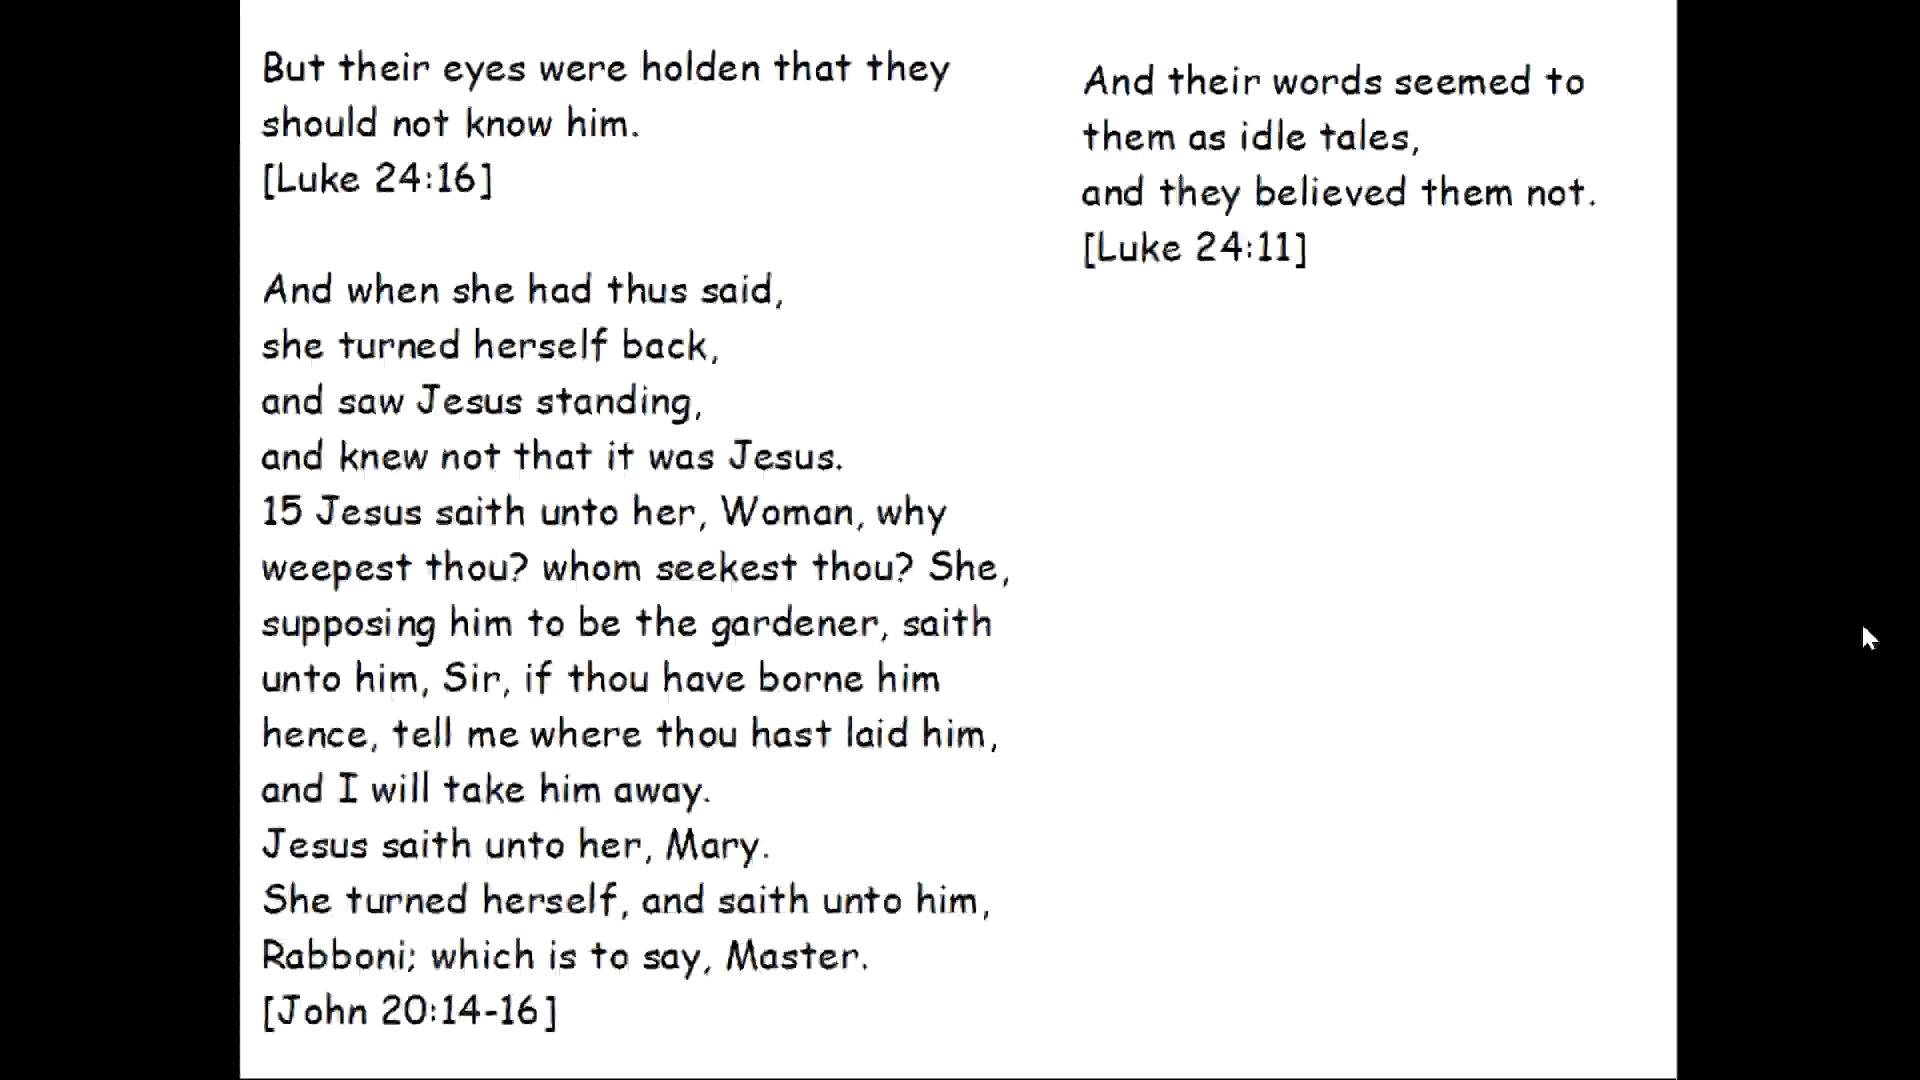 But their eyes were holden that they
should not know him.
[Luke 24:16]
And when she had thus said,
she turned herself back,
and saw Jesus standing,
and knew not that it was Jesus.
15 Jesus saith unto her, Woman, why
weepest thou? whom seekest thou? She,
supposing him to be the gardener, saith
unto him, Sir, if thou have borne him
hence, tell me where thou hast laid him,
and I will take him away.
Jesus saith unto her, Mary.
She turned herself, and saith unto him,
Rabboni; which is to say, Master.
[John 20:14-16]
And their words seemed to
them as idle tales,
and they believed them not.
[Luke 24:11]